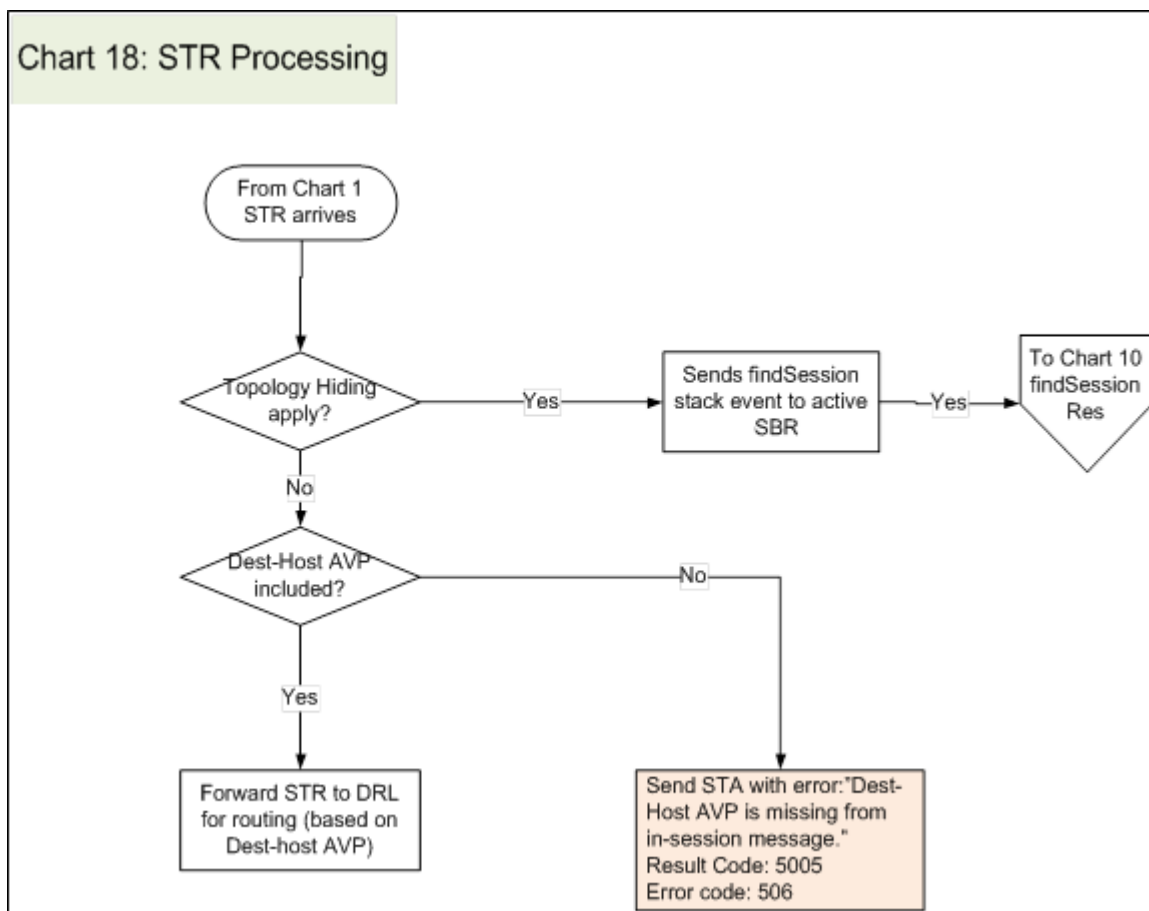 Chart 18: STR Processing
From Chart 1
STR arrives
Topology Hiding
apply?
Yes
Sends findSession
stack event to active
SBR
Yes
To Chart 10
findSession
Res
No
Dest-Host AVP
included?
No
Yes
Forward STR to DRL
for routing (based on
Dest-host AVP)
Send STA with error:"Dest-
Host AVP is missing from
in-session message."
Result Code: 5005
Error code: 506